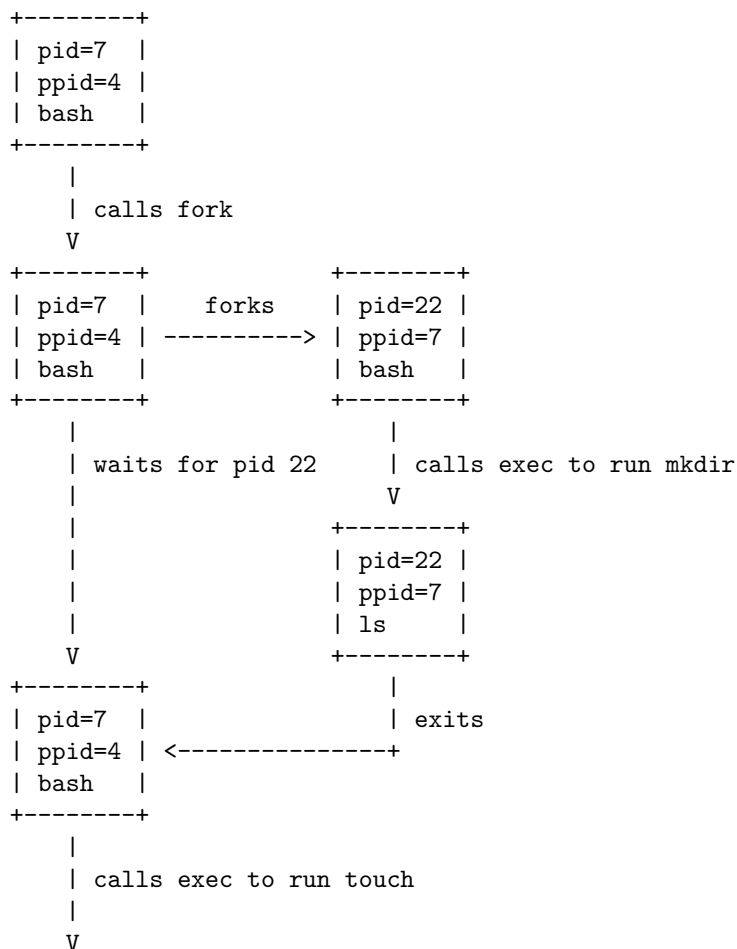 +--------+
| pid=7  |
| ppid=4 |
| bash   |
+--------+
    |
    | calls fork
    V
+--------+             +--------+
| pid=7  |    forks    | pid=22 |
| ppid=4 | ----------> | ppid=7 |
| bash   |             | bash   |
+--------+             +--------+
    |                      |
    | waits for pid 22     | calls exec to run mkdir
    |                      V
    |                  +--------+
    |                  | pid=22 |
    |                  | ppid=7 |
    |                  | ls     |
    V                  +--------+
+--------+                 |
| pid=7  |                 | exits
| ppid=4 | <---------------+
| bash   |
+--------+
    |
    | calls exec to run touch
    |
    V